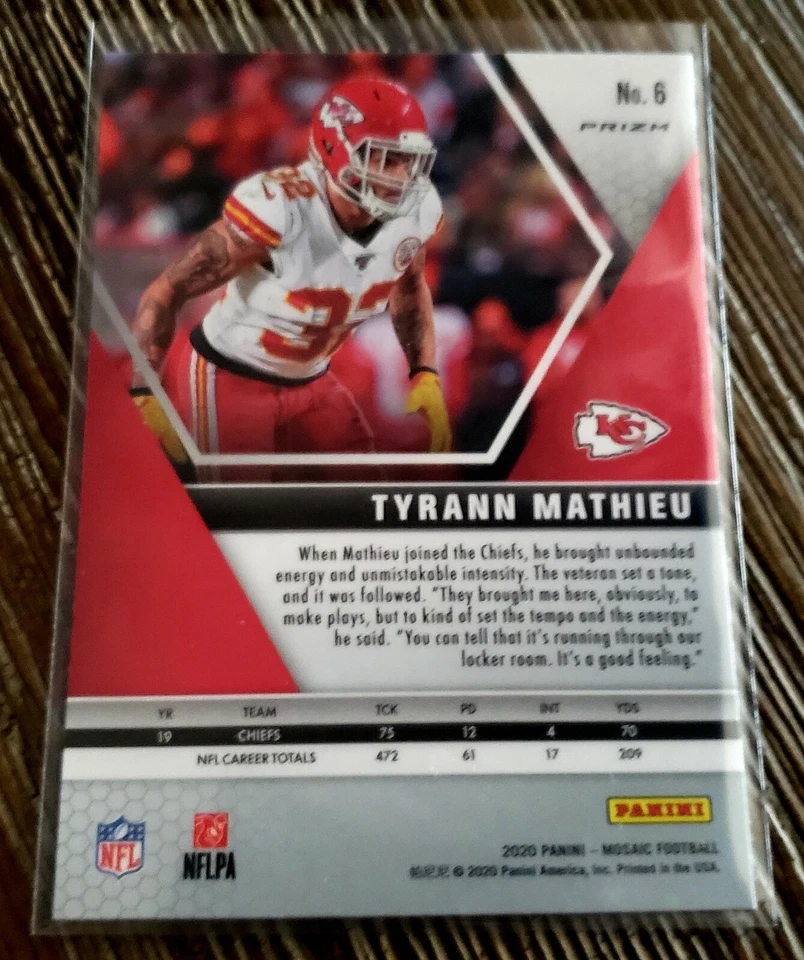 No. 6
PRIZM
32
32
KC
TYRANN MATHIEU
When Mathieu joined the Chiefs, he brought unbounded
energy and unmistakable intensity. The veteran set a tone,
and it was followed. "They brought me here, obviously, to
make plays, but to kind of set the tempo and the energy,"
he said. "You can tell that it's running through our
locker room. It's a good feeling."
YR TEAM TCK PD INT YDS
19 CHIEFS 75 12 4 70
NFL CAREER TOTALS 472 61 17 209
PANINI
NFL
NFLPA
2020 PANINI – MOSAIC FOOTBALL
© 2020 Panini America, Inc. Printed in the USA.